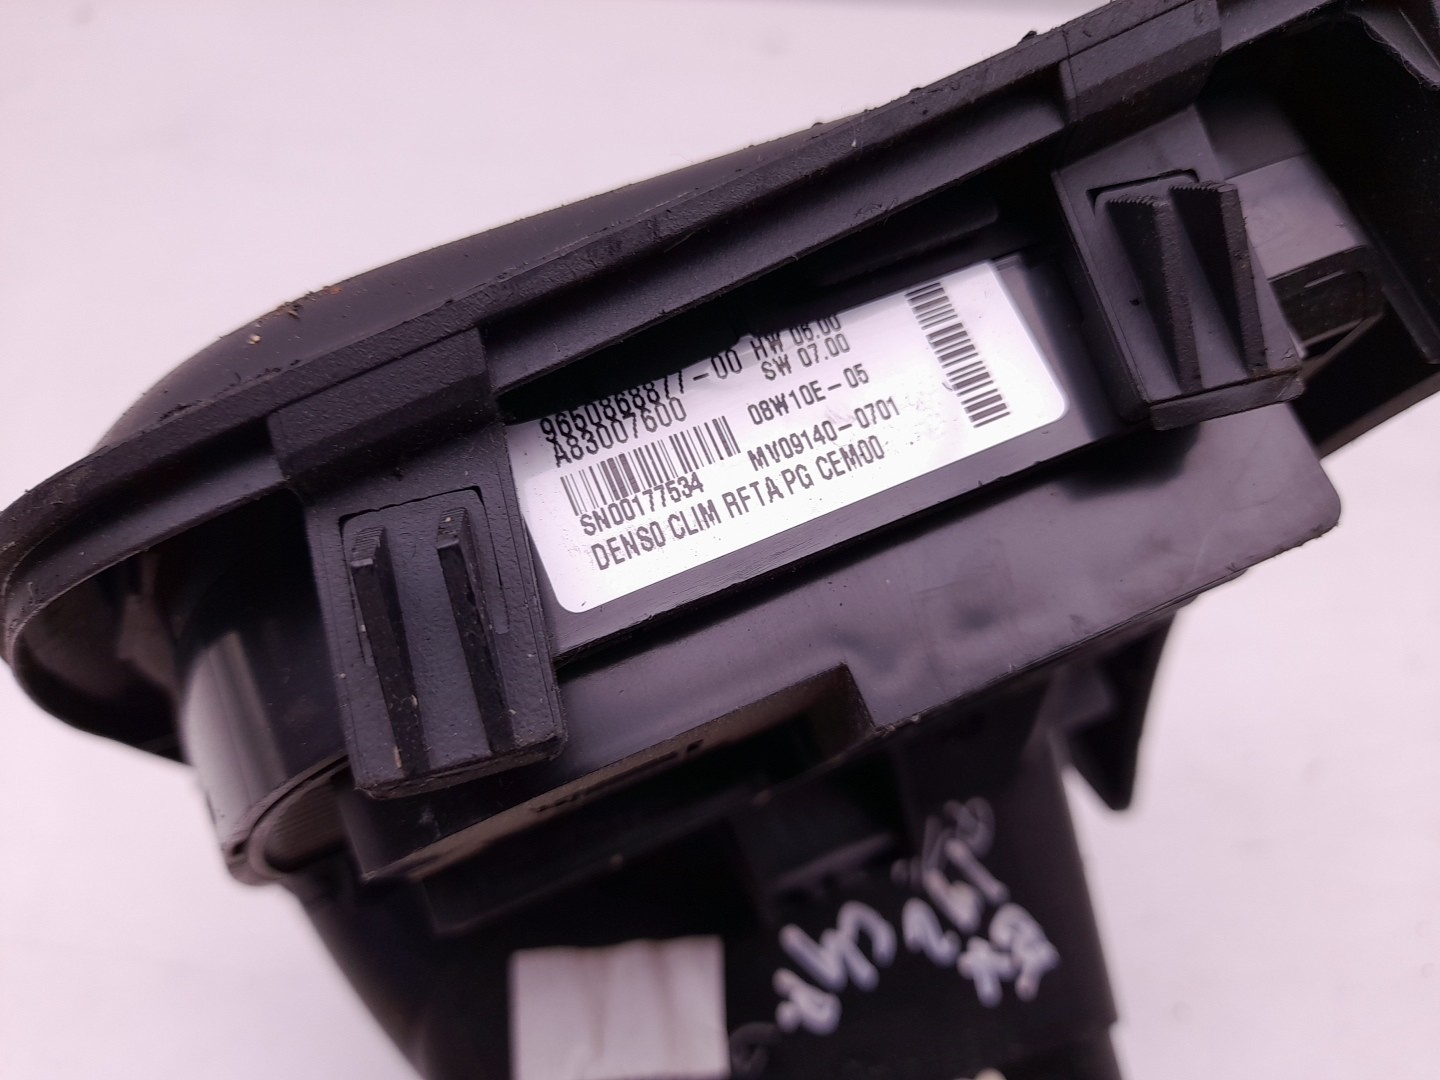 9650868877-00 HW 06.00
A83007600 SW 07.00
08W10E-05
SN00177534 MV09140-0701
DENSO CLIM RFTA PG CEM00